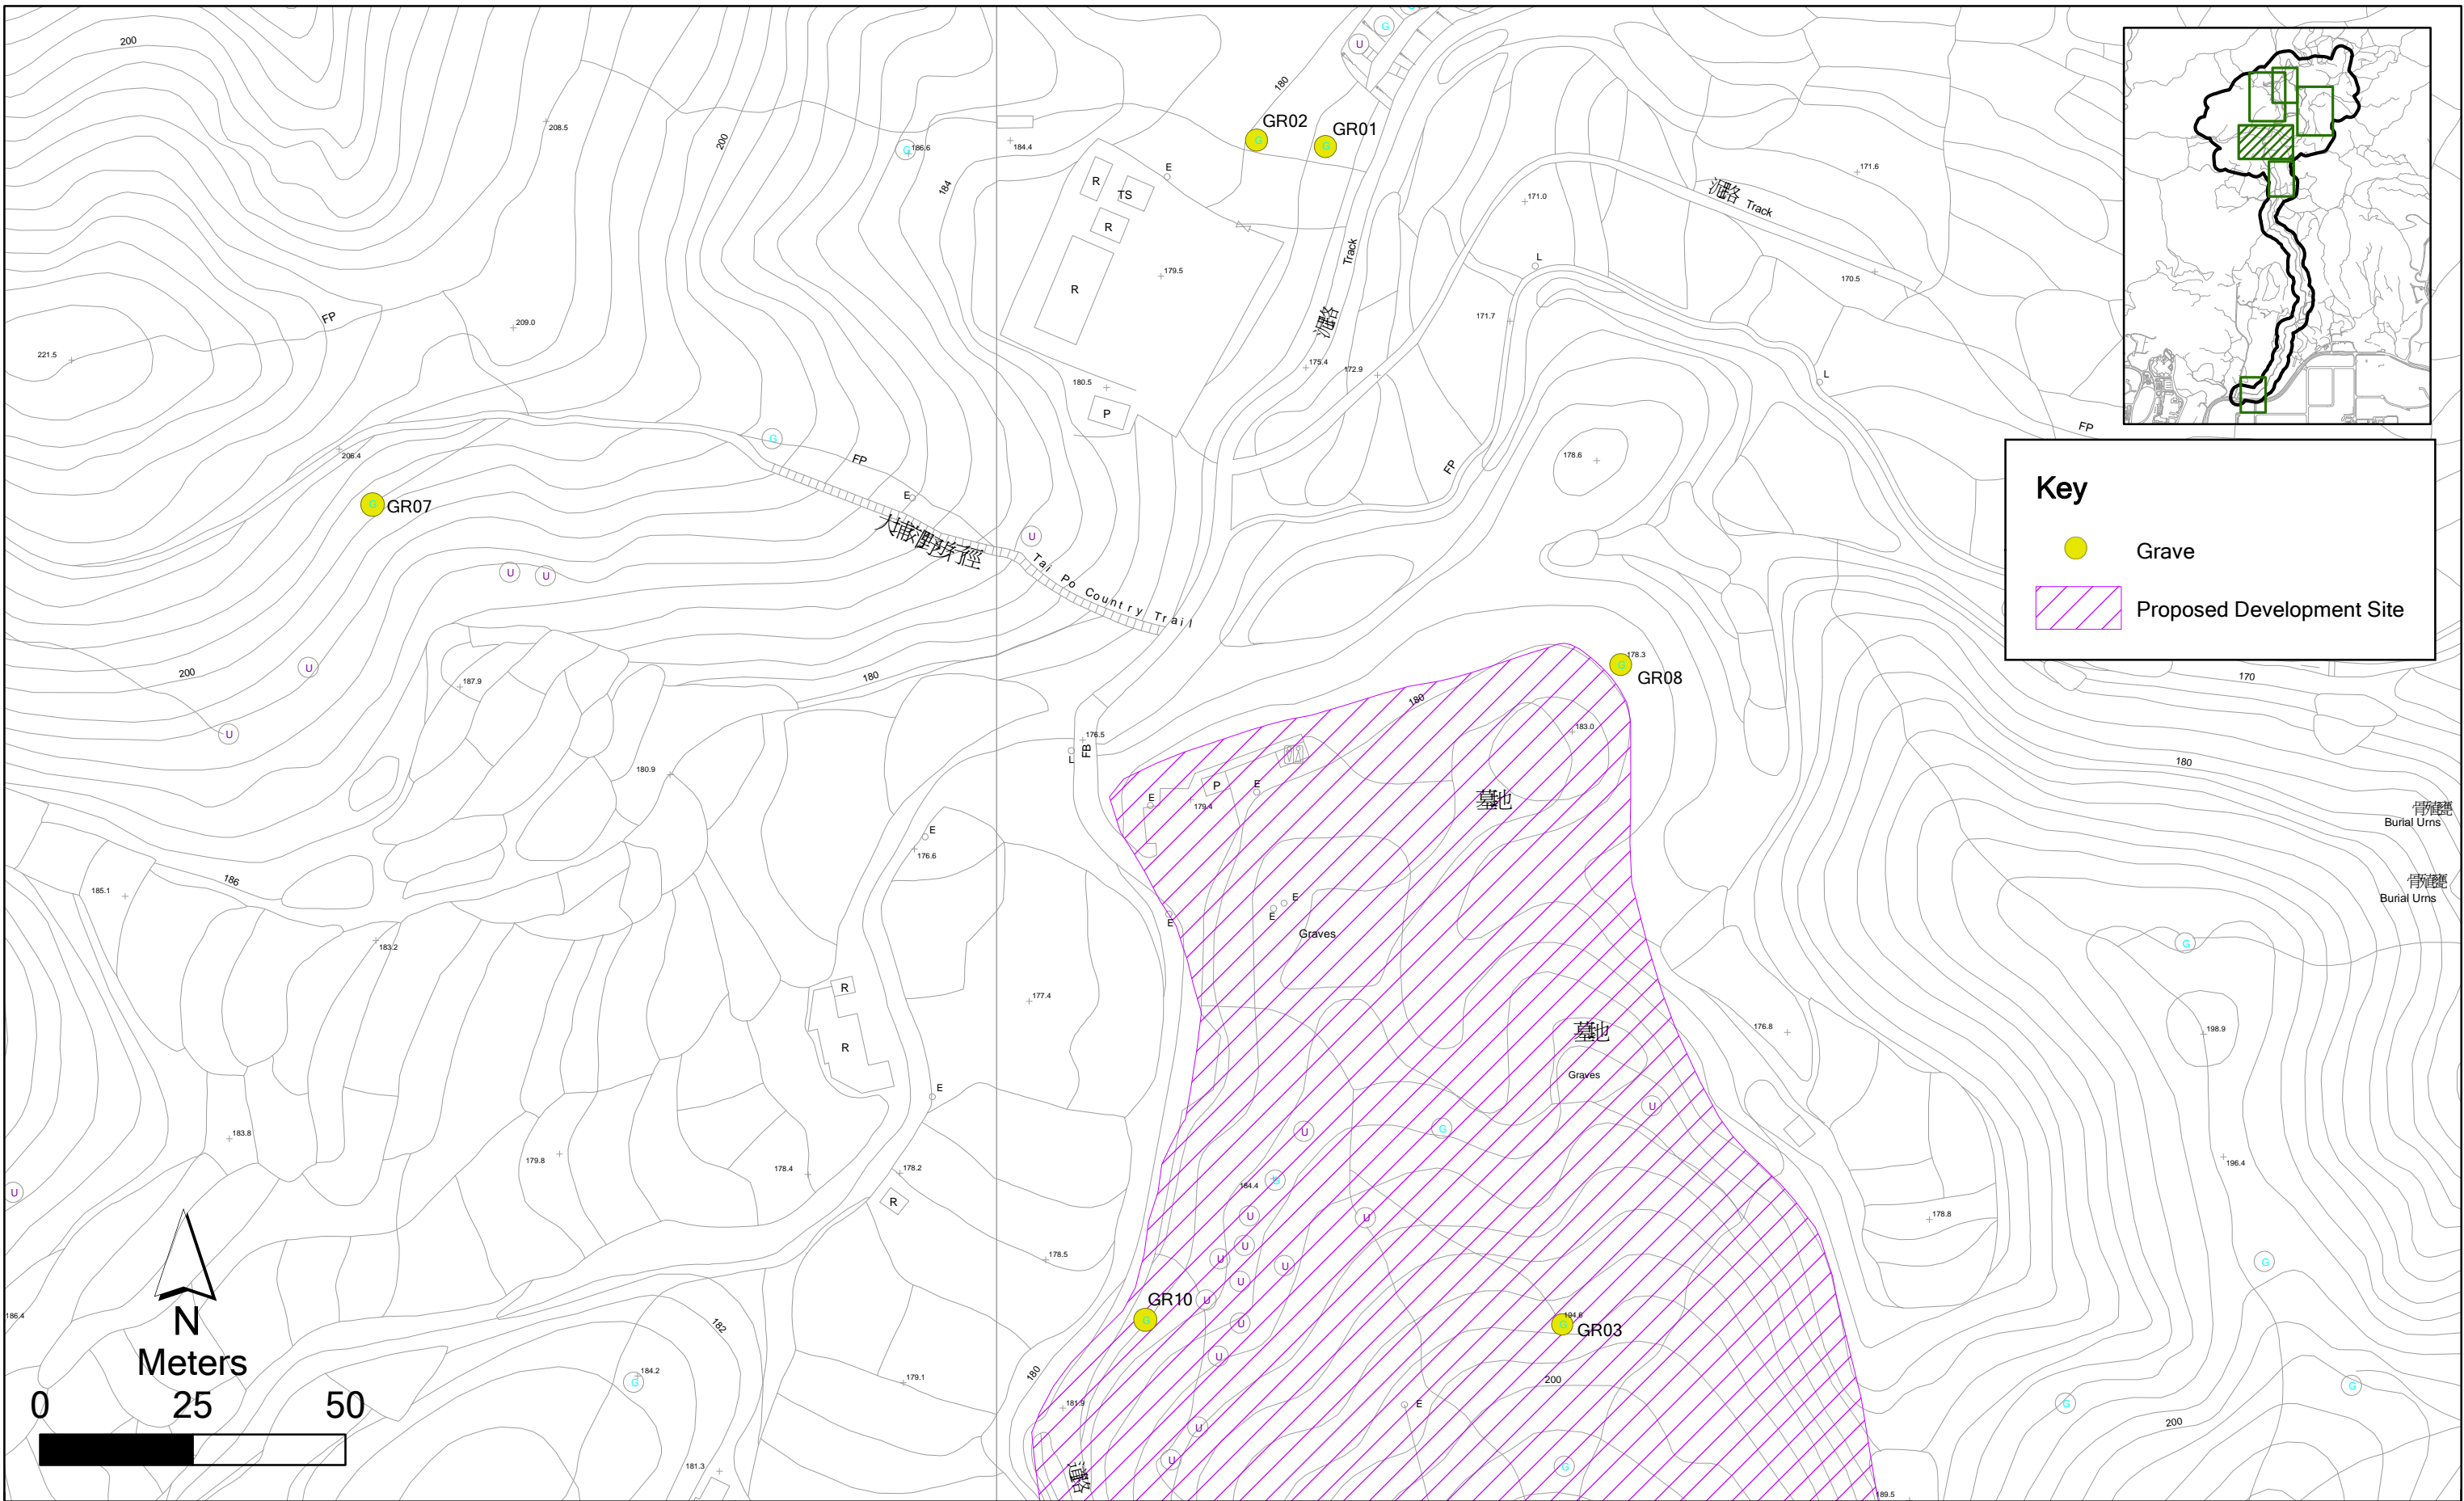 200
208.5
200
186.6
G
184.4
184
180
U
G
GR02
G
GR01
G
E
R
TS
R
R
179.5
Track
171.0
171.6
Track
170.5
L
L
171.7
175.4
172.9
180.5
P
FP
209.0
221.5
206.4
G
GR07
G
FP
E
U
Tai Po Country Trail
U
U
U
U
200
187.9
180
180.9
FP
178.6
FP
Key
Grave
Proposed Development Site
170
180
Burial Urns
Burial Urns
G
178.3
GR08
180
183.0
墓地
176.5
FB
L
E
P
179.4
E
E
176.6
E
E
E
Graves
墓地
Graves
176.8
186
185.1
183.2
183.8
179.8
178.4
R
R
177.4
E
178.2
R
178.5
U
G
U
184.4
G
U
U
U
U
U
U
U
U
U
G
GR10
194.6
G
GR03
U
U
200
E
G
181.9
180
179.1
182
184.2
G
181.3
186.4
U
198.9
G
196.4
178.8
G
G
G
200
189.5
N
Meters
0 25 50
道路